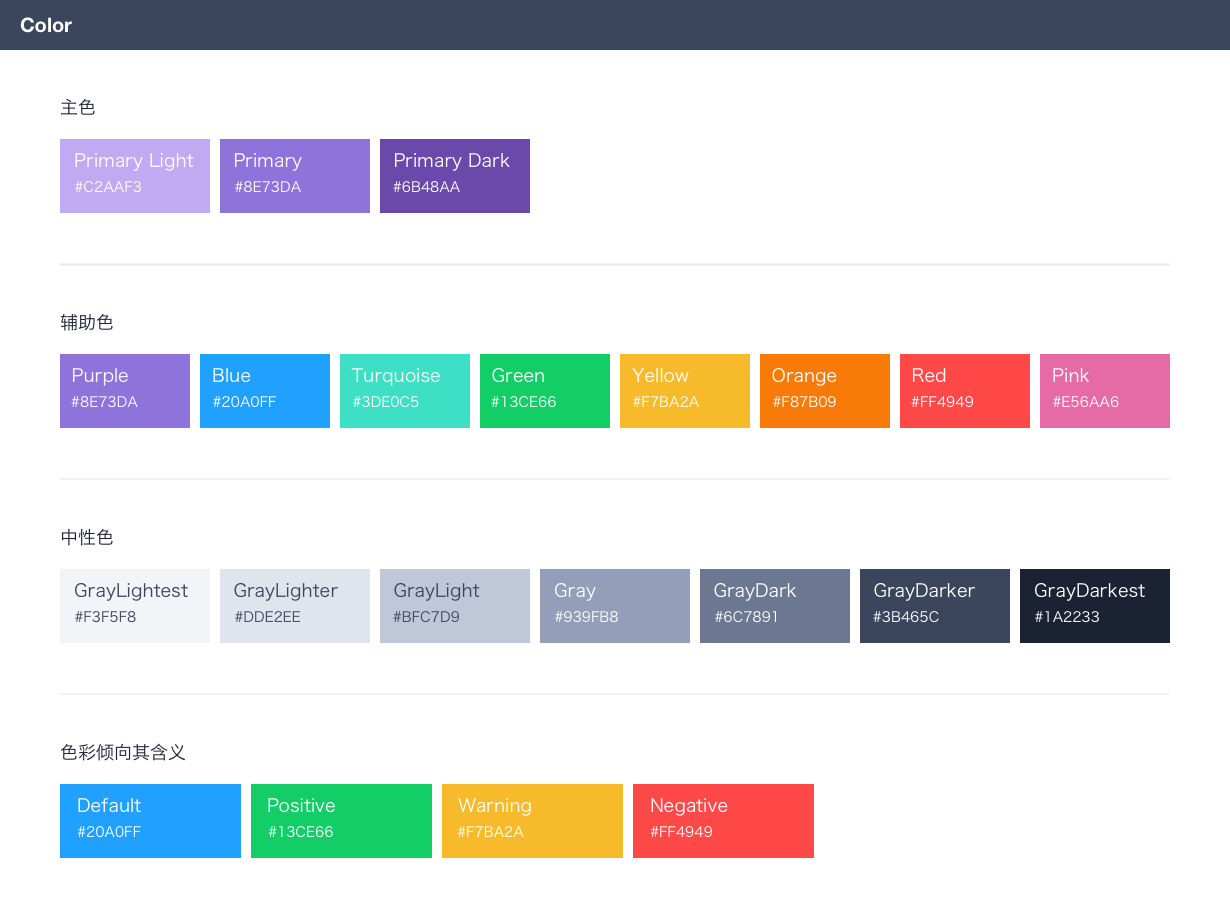 Color
主色
Primary Light
#C2AAF3
Primary
#8E73DA
Primary Dark
#6B48AA
辅助色
Purple
#8E73DA
Blue
#20A0FF
Turquoise
#3DE0C5
Green
#13CE66
Yellow
#F7BA2A
Orange
#F87B09
Red
#FF4949
Pink
#E56AA6
中性色
GrayLightest
#F3F5F8
GrayLighter
#DDE2EE
GrayLight
#BFC7D9
Gray
#939FB8
GrayDark
#6C7891
GrayDarker
#3B465C
GrayDarkest
#1A2233
色彩倾向其含义
Default
#20A0FF
Positive
#13CE66
Warning
#F7BA2A
Negative
#FF4949